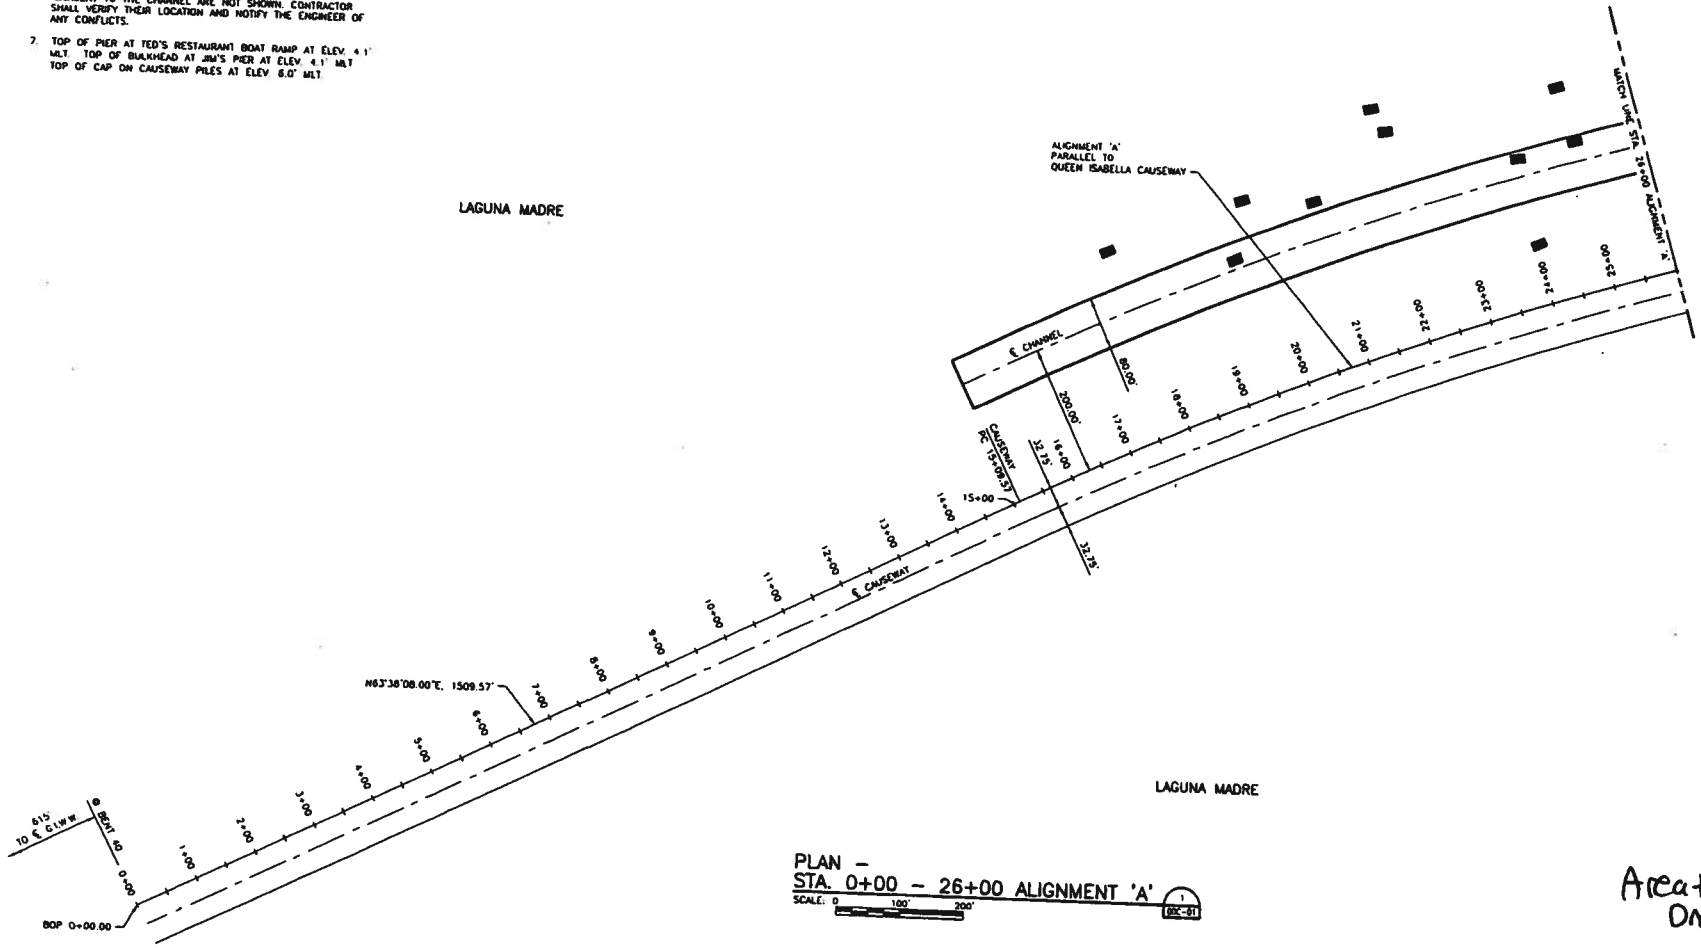 THE CHANNEL ARE NOT SHOWN. CONTRACTOR
SHALL VERIFY THEIR LOCATION AND NOTIFY THE ENGINEER OF
ANY CONFLICTS.
7. TOP OF PIER AT TED'S RESTAURANT BOAT RAMP AT ELEV. 4.1'
MLT. TOP OF BULKHEAD AT JIM'S PIER AT ELEV. 4.1' MLT
TOP OF CAP ON CAUSEWAY PILES AT ELEV 6.0' MLT.
LAGUNA MADRE
ALIGNMENT 'A'
PARALLEL TO
QUEEN ISABELLA CAUSEWAY
MATCH LINE STA. 26+00 ALIGNMENT 'A'
℄ CHANNEL
80.00'
200.00'
CAUSEWAY
PC 15+09.57
32.75'
32.75'
25+00
24+00
23+00
22+00
21+00
20+00
19+00
18+00
17+00
16+00
15+00
14+00
13+00
12+00
11+00
10+00
9+00
8+00
7+00
6+00
5+00
4+00
3+00
2+00
1+00
0+00
℄ CAUSEWAY
N63°38'08.00"E, 1509.57'
615'
TO ℄ G.I.W.W.
@ BENT 40
BOP 0+00.00
LAGUNA MADRE
PLAN -
STA. 0+00 - 26+00 ALIGNMENT 'A'
SCALE: 0 100' 200'
1
Area